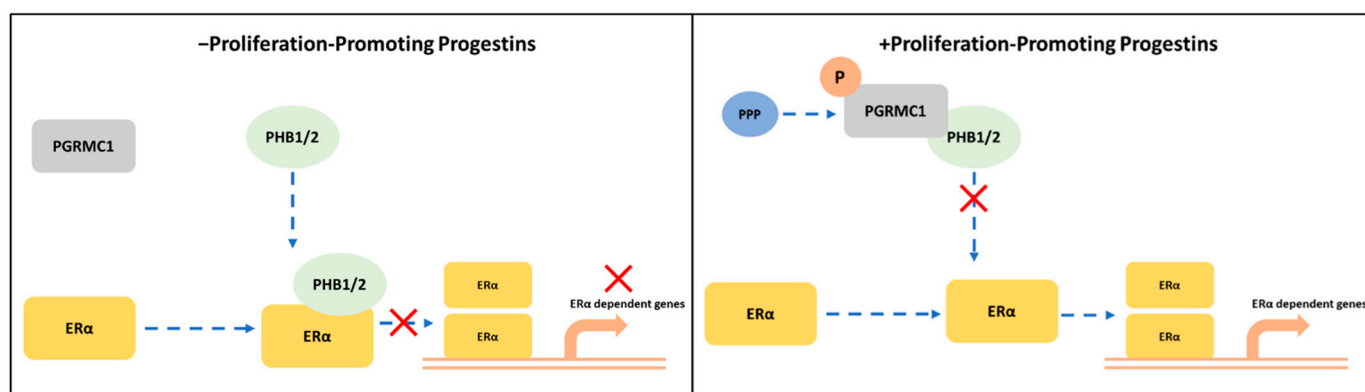 −Proliferation-Promoting Progestins
PGRMC1
PHB1/2
PHB1/2
ERα
ERα
ERα
ERα
ERα dependent genes
+Proliferation-Promoting Progestins
P
PPP
PGRMC1
PHB1/2
ERα
ERα
ERα
ERα
ERα dependent genes